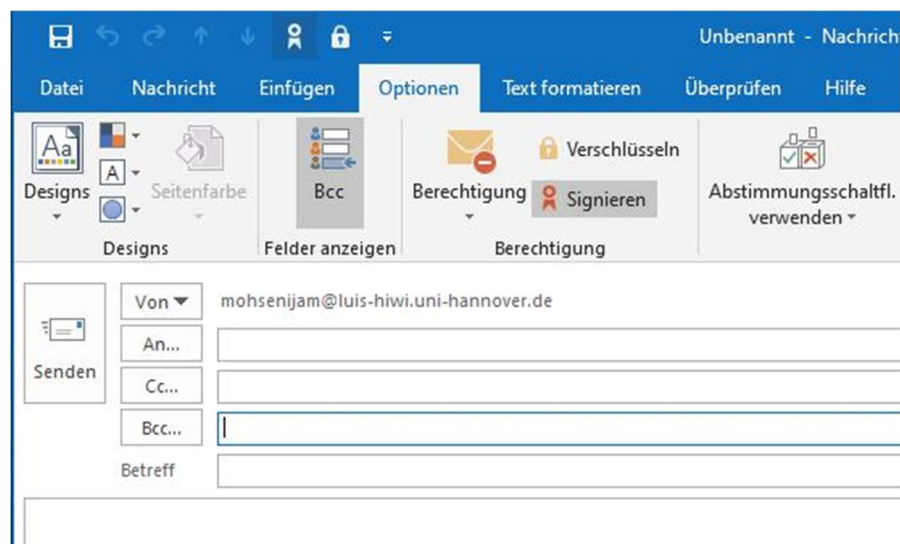 Unbenannt - Nachricht
Datei Nachricht Einfügen Optionen Text formatieren Überprüfen Hilfe
Aa
A
Designs Seitenfarbe Bcc Berechtigung Verschlüsseln Signieren Abstimmungsschaltfl. verwenden
Designs Felder anzeigen Berechtigung
Von mohsenijam@luis-hiwi.uni-hannover.de
An...
Senden
Cc...
Bcc...
Betreff